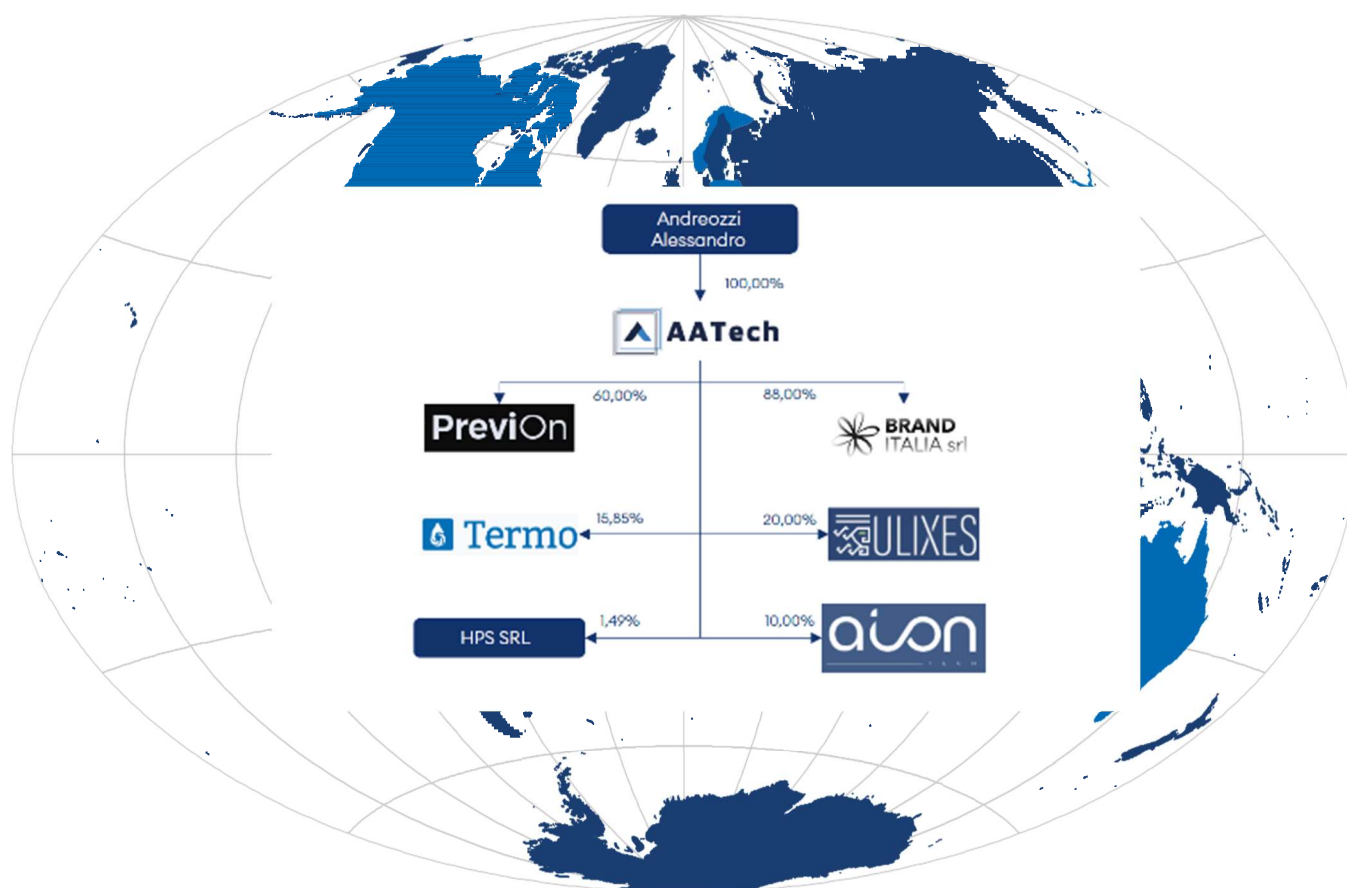 Andreozzi
Alessandro
100,00%
AATech
60,00%
88,00%
PreviOn
BRAND
ITALIA srl
15,85%
20,00%
Termo
ULIXES
1,49%
10,00%
HPS SRL
aion
TECH